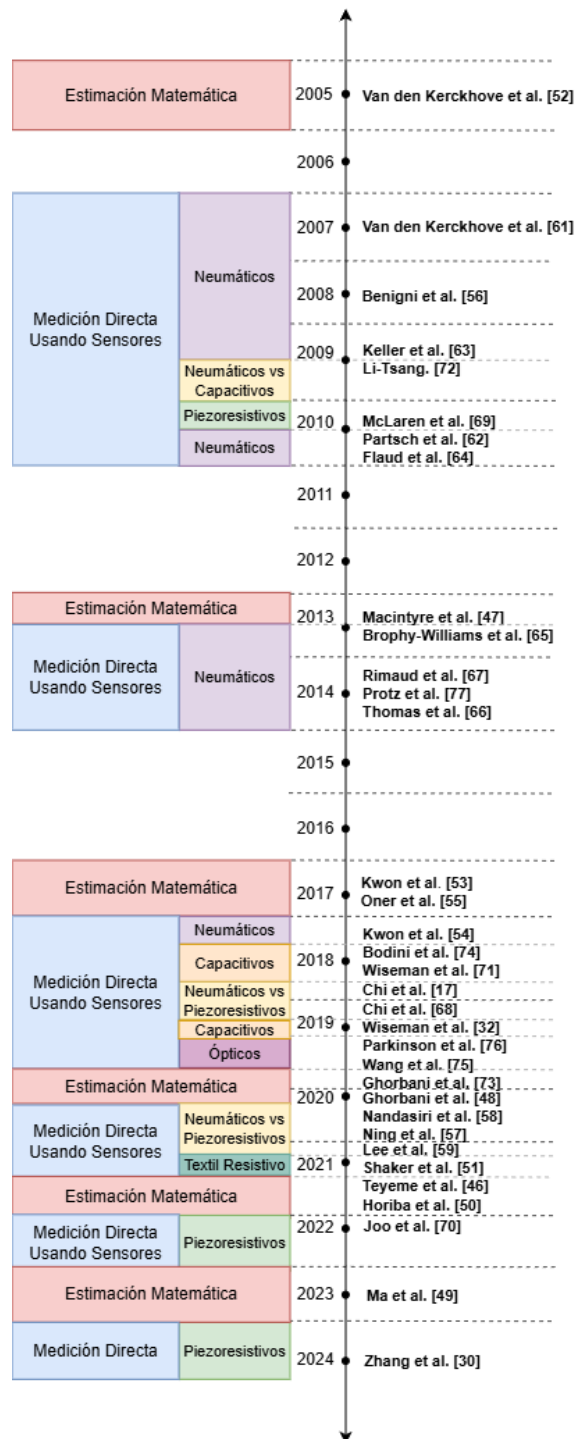 Estimación Matemática
2005
Van den Kerckhove et al. [52]
2006
Medición Directa
Usando Sensores
Neumáticos
2007
Van den Kerckhove et al. [61]
2008
Benigni et al. [56]
2009
Keller et al. [63]
Li-Tsang. [72]
Neumáticos vs
Capacitivos
Piezoresistivos
2010
McLaren et al. [69]
Neumáticos
Partsch et al. [62]
Flaud et al. [64]
2011
2012
Estimación Matemática
2013
Macintyre et al. [47]
Brophy-Williams et al. [65]
Medición Directa
Usando Sensores
Neumáticos
2014
Rimaud et al. [67]
Protz et al. [77]
Thomas et al. [66]
2015
2016
Estimación Matemática
2017
Kwon et al. [53]
Oner et al. [55]
Medición Directa
Usando Sensores
Neumáticos
Kwon et al. [54]
Capacitivos
2018
Bodini et al. [74]
Wiseman et al. [71]
Neumáticos vs
Piezoresistivos
Chi et al. [17]
Chi et al. [68]
Capacitivos
2019
Wiseman et al. [32]
Ópticos
Parkinson et al. [76]
Wang et al. [75]
Estimación Matemática
2020
Ghorbani et al. [73]
Ghorbani et al. [48]
Nandasiri et al. [58]
Ning et al. [57]
Medición Directa
Usando Sensores
Neumáticos vs
Piezoresistivos
Textil Resistivo
2021
Lee et al. [59]
Shaker et al. [51]
Estimación Matemática
Teyeme et al. [46]
Horiba et al. [50]
Medición Directa
Usando Sensores
Piezoresistivos
2022
Joo et al. [70]
Estimación Matemática
2023
Ma et al. [49]
Medición Directa
Piezoresistivos
2024
Zhang et al. [30]